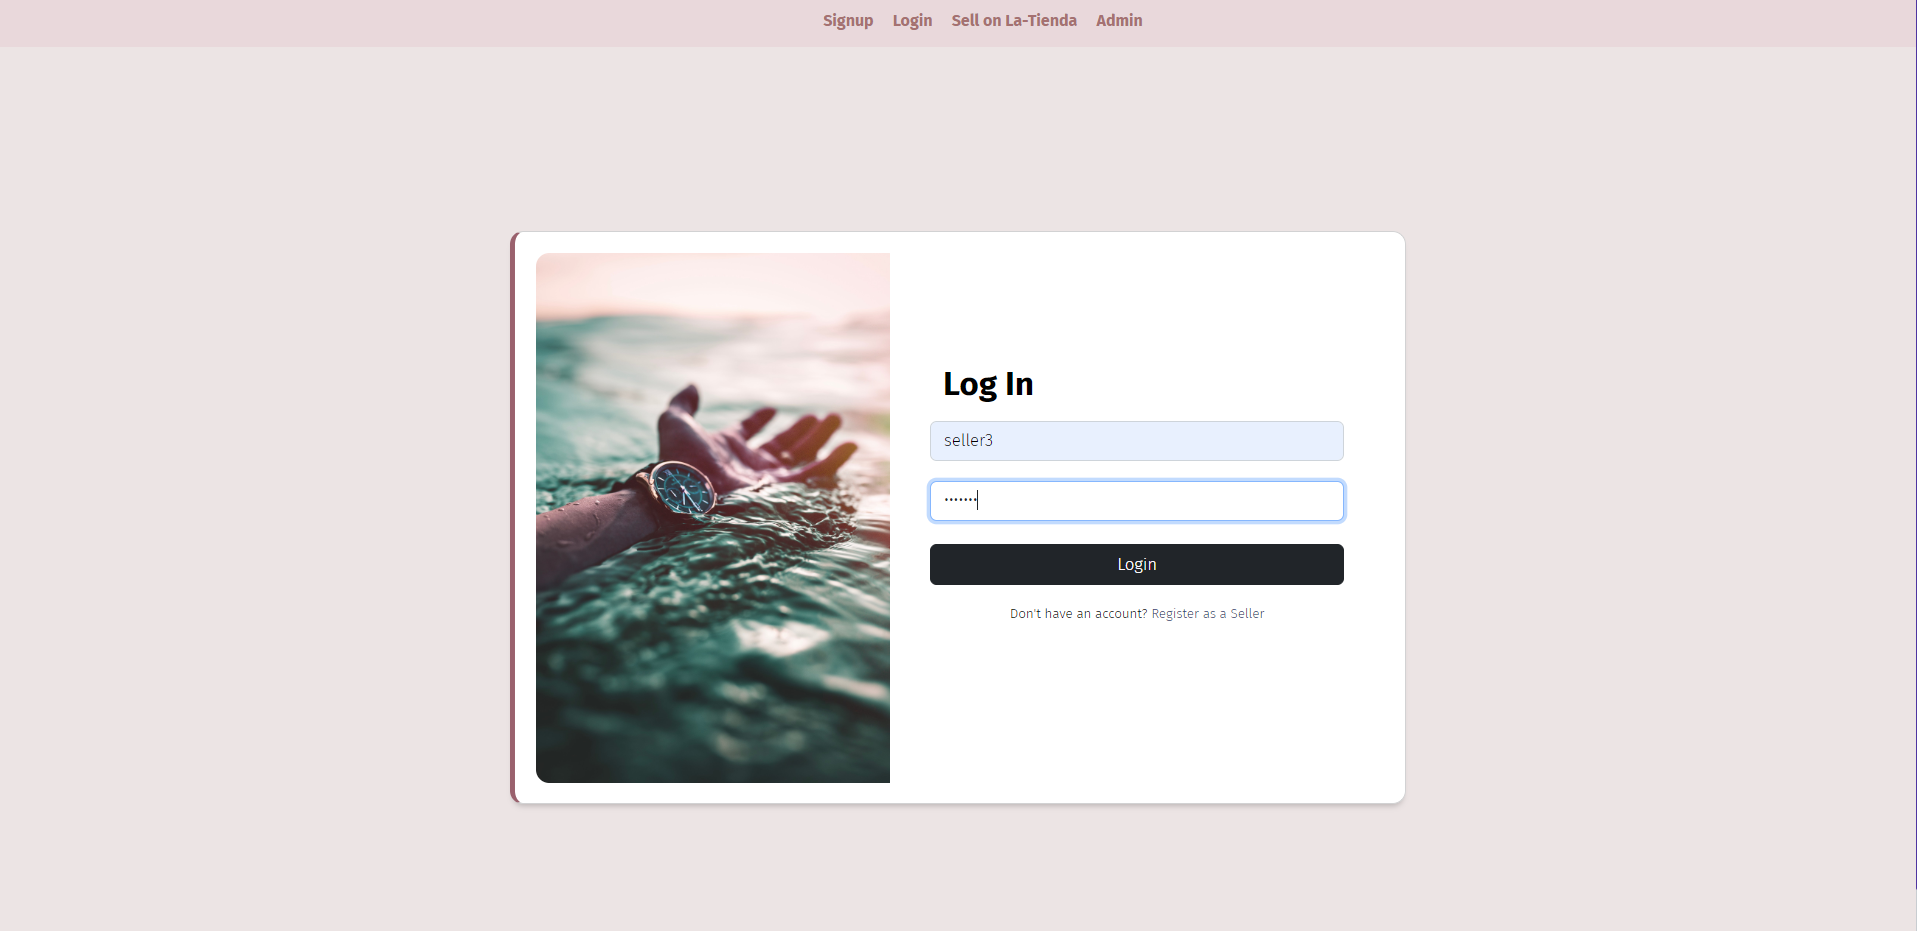 Signup Login Sell on La-Tienda Admin
Log In
seller3
•••••••
Login
Don't have an account? Register as a Seller